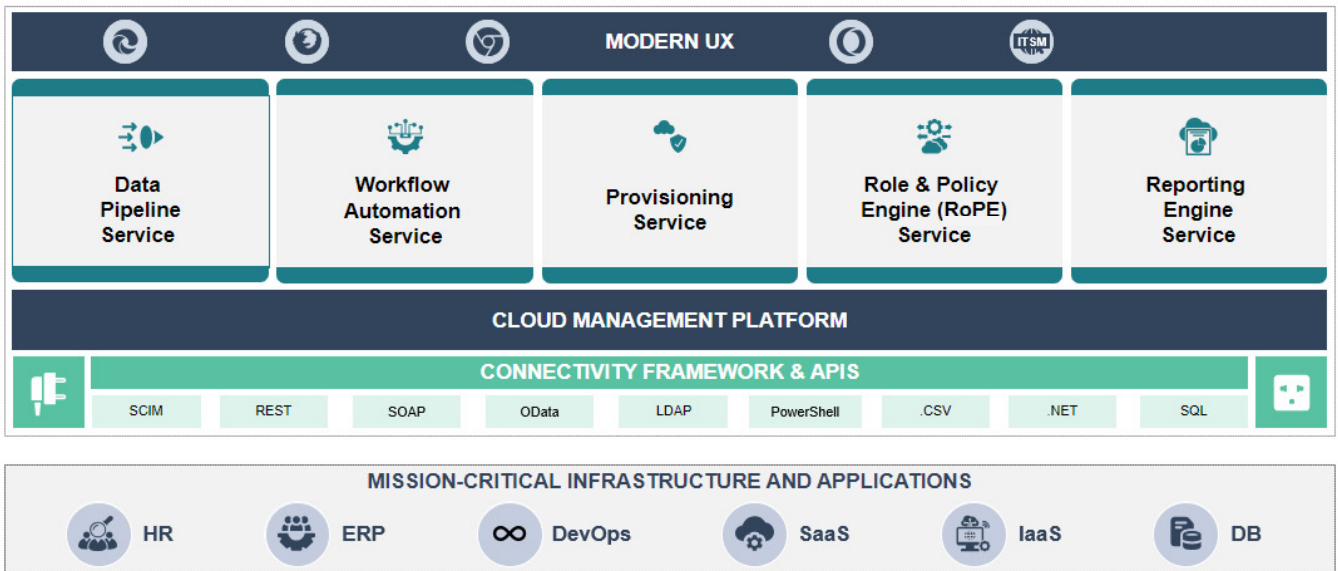 MODERN UX
ITSM
Data
Pipeline
Service
Workflow
Automation
Service
Provisioning
Service
Role & Policy
Engine (RoPE)
Service
Reporting
Engine
Service
CLOUD MANAGEMENT PLATFORM
CONNECTIVITY FRAMEWORK & APIS
SCIM
REST
SOAP
OData
LDAP
PowerShell
.CSV
.NET
SQL
MISSION-CRITICAL INFRASTRUCTURE AND APPLICATIONS
HR
ERP
DevOps
SaaS
IaaS
DB